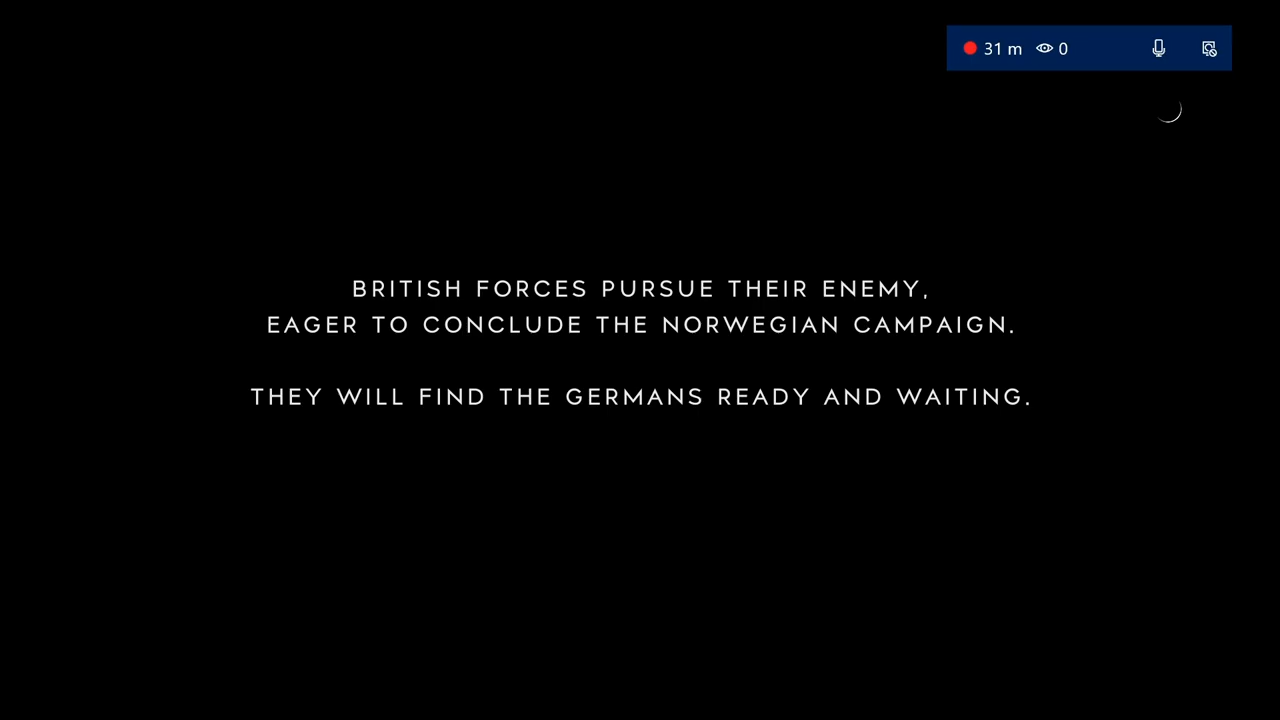 31 m 0
BRITISH FORCES PURSUE THEIR ENEMY,
EAGER TO CONCLUDE THE NORWEGIAN CAMPAIGN.
THEY WILL FIND THE GERMANS READY AND WAITING.